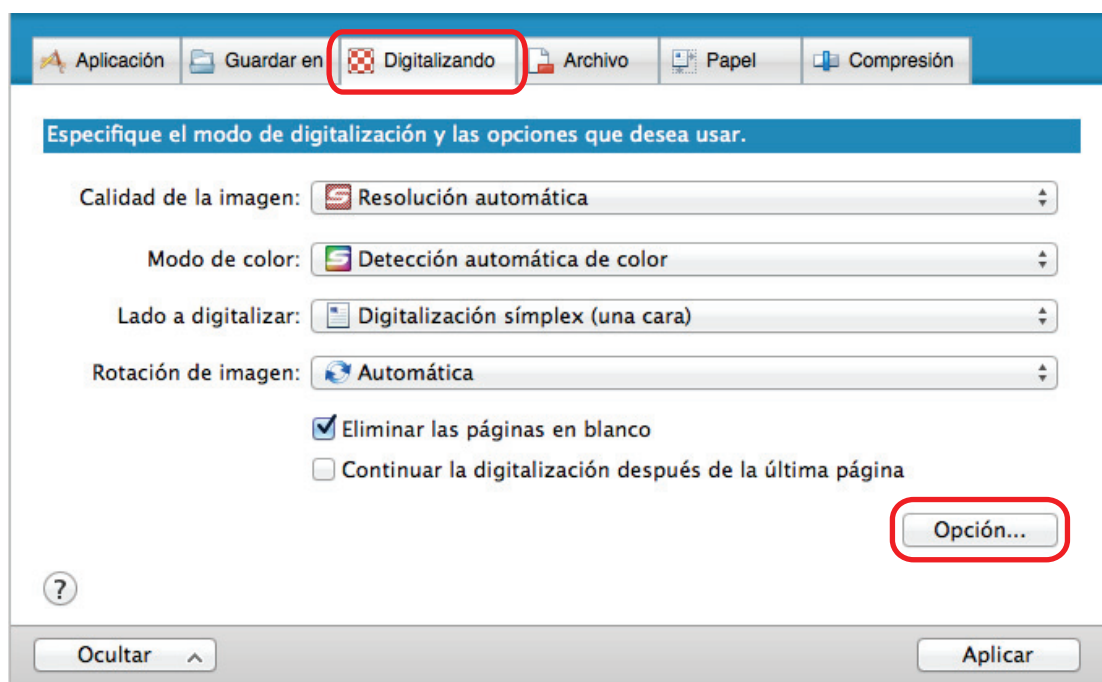 Aplicación Guardar en Digitalizando Archivo Papel Compresión
Especifique el modo de digitalización y las opciones que desea usar.
Calidad de la imagen: Resolución automática
Modo de color: Detección automática de color
Lado a digitalizar: Digitalización símplex (una cara)
Rotación de imagen: Automática
Eliminar las páginas en blanco
Continuar la digitalización después de la última página
Opción...
?
Ocultar Aplicar